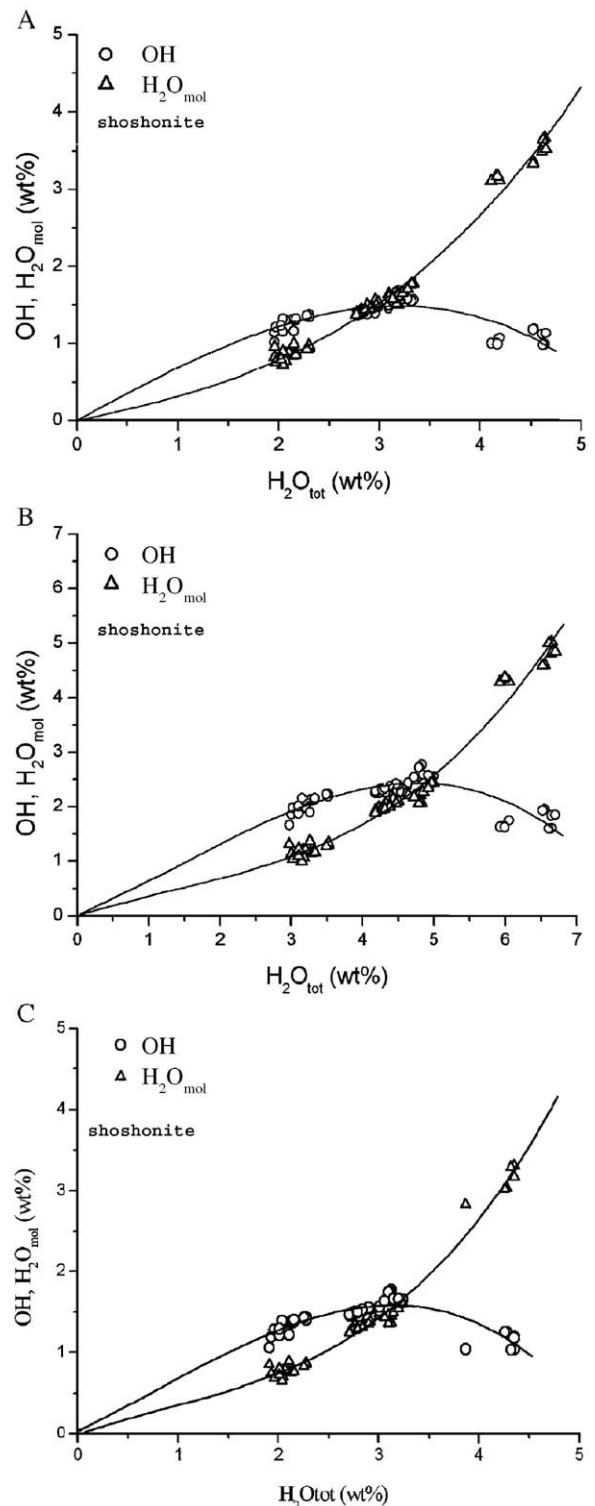 A
5
4
3
2
1
0
OH, H₂Oₘₒₗ (wt%)
OH
H₂Oₘₒₗ
shoshonite
0 1 2 3 4 5
H₂Oₜₒₜ (wt%)
B
7
6
5
4
3
2
1
0
OH, H₂Oₘₒₗ (wt%)
OH
H₂Oₘₒₗ
shoshonite
0 1 2 3 4 5 6 7
H₂Oₜₒₜ (wt%)
C
5
4
3
2
1
0
OH, H₂Oₘₒₗ (wt%)
OH
H₂Oₘₒₗ
shoshonite
0 1 2 3 4 5
H₂Otot (wt%)